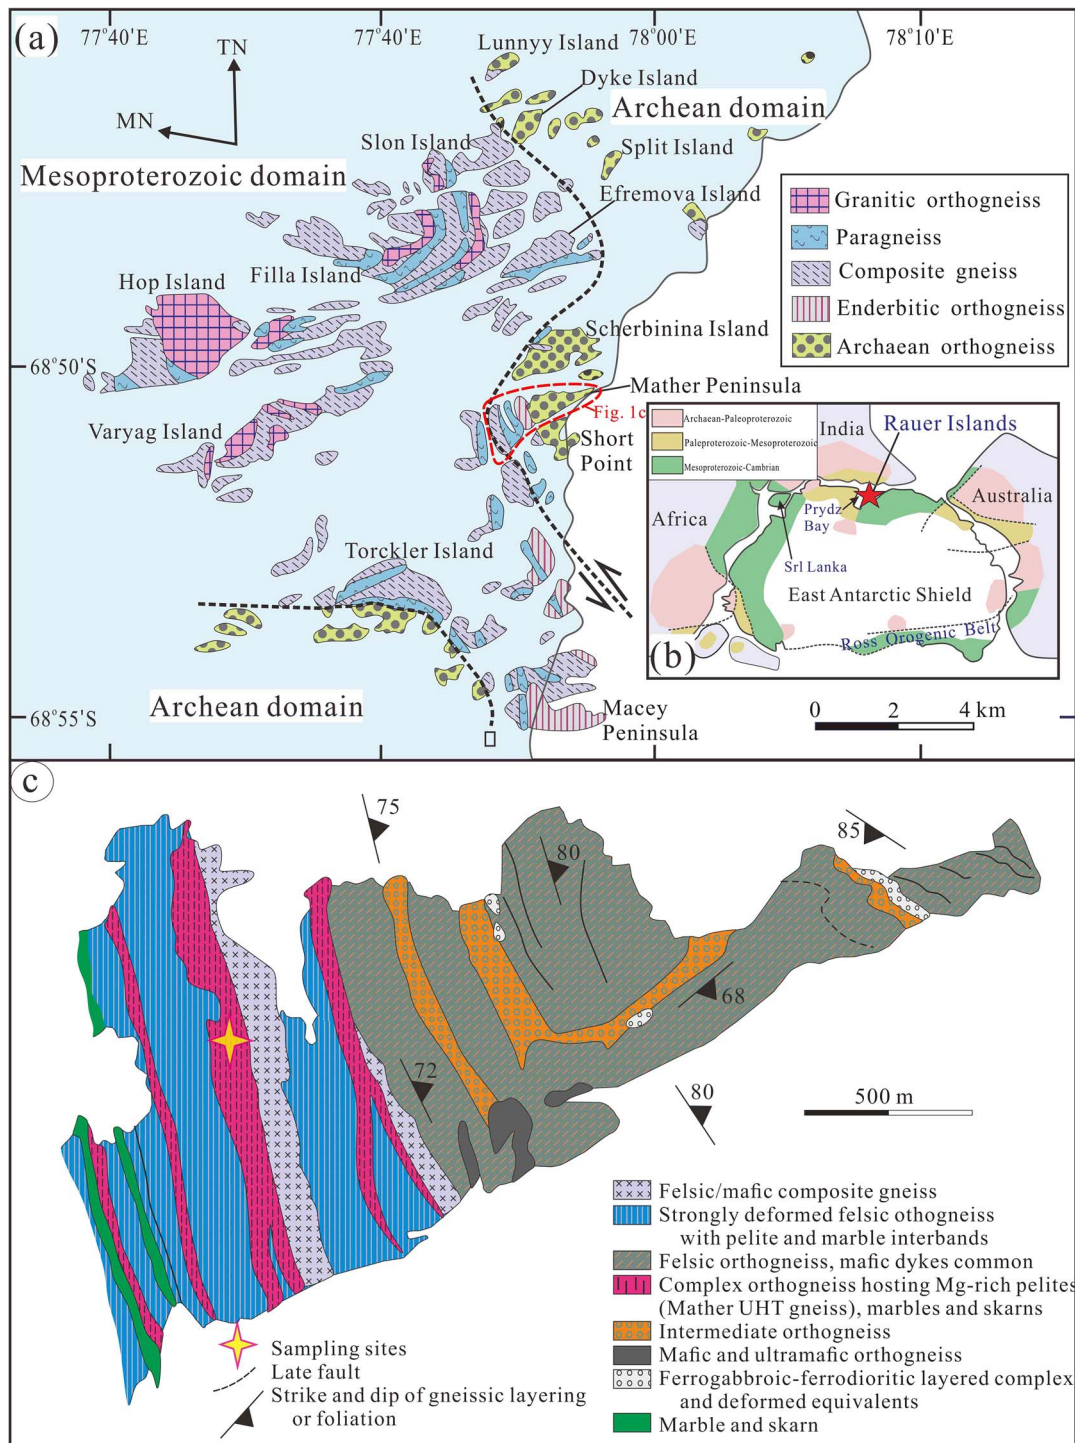 (a)
77°40'E
77°40'E
78°00'E
78°10'E
TN
MN
Lunnyy Island
Dyke Island
Archean domain
Slon Island
Split Island
Mesoproterozoic domain
Efremova Island
Hop Island
Filla Island
Granitic orthogneiss
Paragneiss
Composite gneiss
Enderbitic orthogneiss
Archaean orthogneiss
Scherbinina Island
68°50'S
Mather Peninsula
Fig. 1c
Short
Point
Varyag Island
Torckler Island
Archean domain
68°55'S
Macey
Peninsula
0 2 4 km
Archaean-Paleoproterozoic
Paleproterozoic-Mesoproterozoic
Mesoproterozoic-Cambrian
India
Rauer Islands
Africa
Prydz
Bay
Australia
Srl Lanka
East Antarctic Shield
Ross Orogenic Belt
(b)
c
75
80
85
68
72
80
500 m
Felsic/mafic composite gneiss
Strongly deformed felsic othogneiss
with pelite and marble interbands
Felsic orthogneiss, mafic dykes common
Complex orthogneiss hosting Mg-rich pelites
(Mather UHT gneiss), marbles and skarns
Intermediate orthogneiss
Mafic and ultramafic orthogneiss
Ferrogabbroic-ferrodioritic layered complex
and deformed equivalents
Marble and skarn
Sampling sites
Late fault
Strike and dip of gneissic layering
or foliation